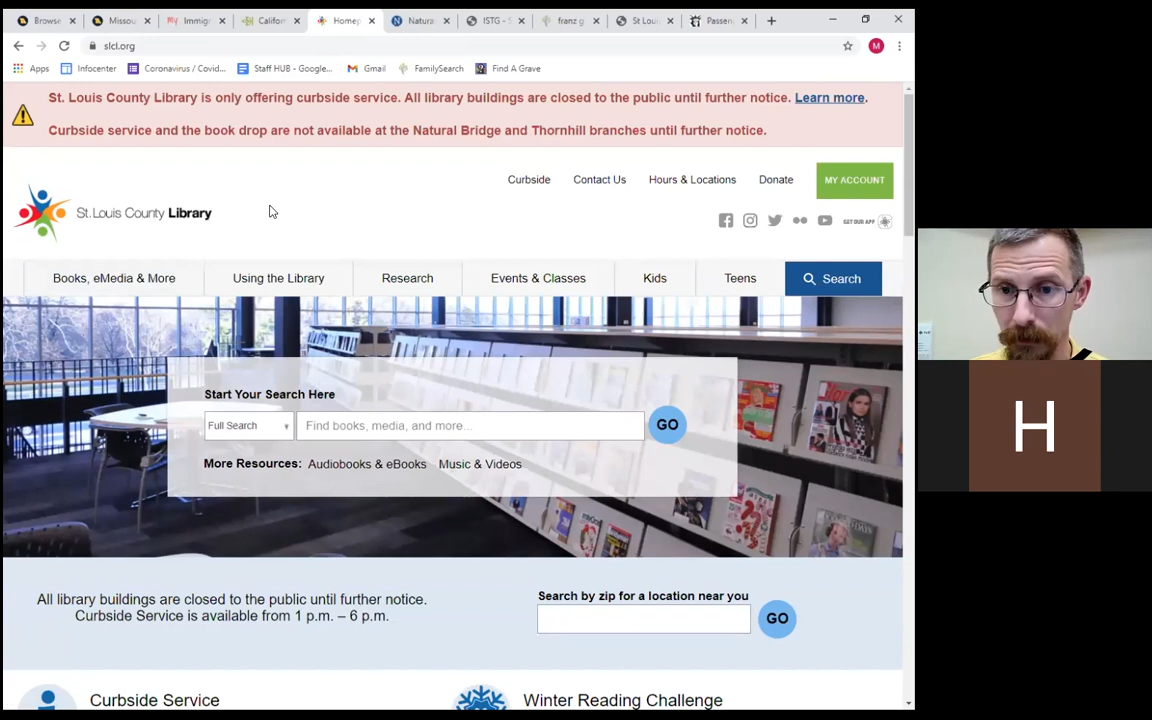 Browse
Missou
Immigr
Californ
Homep
Natura
ISTG - S
franz g
St Loui
Passen
slcl.org
M
Apps
Infocenter
Coronavirus / Covid...
Staff HUB - Google...
Gmail
FamilySearch
Find A Grave
St. Louis County Library is only offering curbside service. All library buildings are closed to the public until further notice. Learn more.
Curbside service and the book drop are not available at the Natural Bridge and Thornhill branches until further notice.
Curbside
Contact Us
Hours & Locations
Donate
MY ACCOUNT
St. Louis County Library
GET OUR APP
Books, eMedia & More
Using the Library
Research
Events & Classes
Kids
Teens
Search
Start Your Search Here
Full Search
Find books, media, and more...
GO
More Resources: Audiobooks & eBooks Music & Videos
H
All library buildings are closed to the public until further notice.
Curbside Service is available from 1 p.m. – 6 p.m.
Search by zip for a location near you
GO
Curbside Service
Winter Reading Challenge